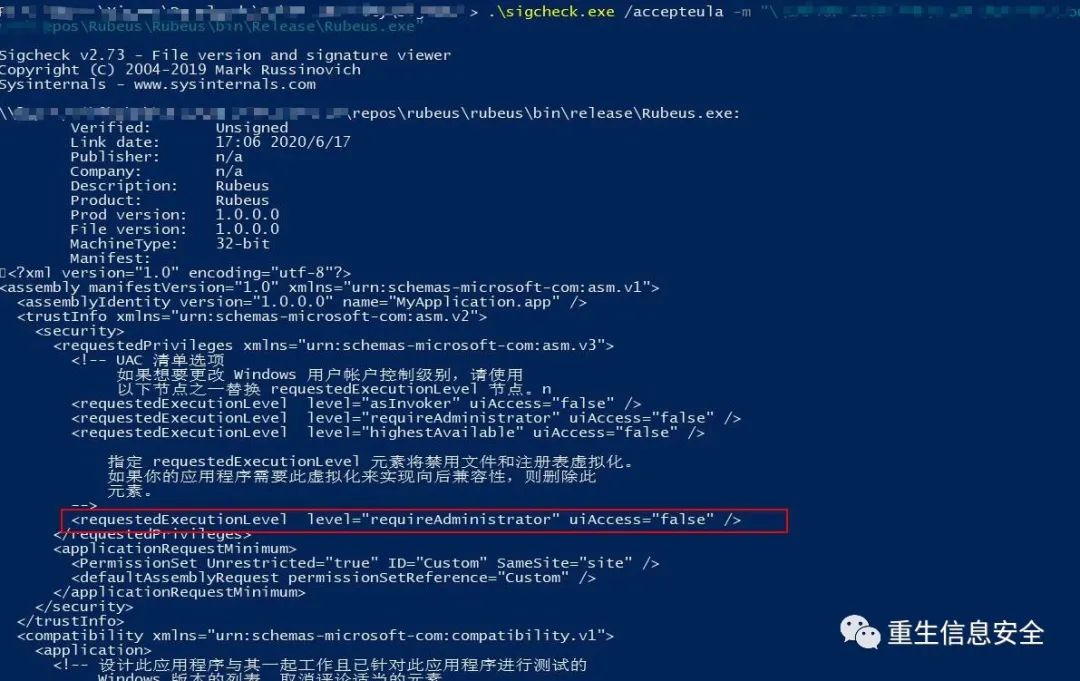 > .\sigcheck.exe /accepteula -m "\
epos\Rubeus\Rubeus\bin\Release\Rubeus.exe"
Sigcheck v2.73 - File version and signature viewer
Copyright (C) 2004-2019 Mark Russinovich
Sysinternals - www.sysinternals.com
\repos\rubeus\rubeus\bin\release\Rubeus.exe:
Verified: Unsigned
Link date: 17:06 2020/6/17
Publisher: n/a
Company: n/a
Description: Rubeus
Product: Rubeus
Prod version: 1.0.0.0
File version: 1.0.0.0
MachineType: 32-bit
Manifest:
<?xml version="1.0" encoding="utf-8"?>
<assembly manifestVersion="1.0" xmlns="urn:schemas-microsoft-com:asm.v1">
<assemblyIdentity version="1.0.0.0" name="MyApplication.app" />
<trustInfo xmlns="urn:schemas-microsoft-com:asm.v2">
<security>
<requestedPrivileges xmlns="urn:schemas-microsoft-com:asm.v3">
<!-- UAC 清单选项
如果想要更改 Windows 用户帐户控制级别，请使用
以下节点之一替换 requestedExecutionLevel 节点。n
<requestedExecutionLevel  level="asInvoker" uiAccess="false" />
<requestedExecutionLevel  level="requireAdministrator" uiAccess="false" />
<requestedExecutionLevel  level="highestAvailable" uiAccess="false" />
指定 requestedExecutionLevel 元素将禁用文件和注册表虚拟化。
如果你的应用程序需要此虚拟化来实现向后兼容性，则删除此
元素。
-->
<requestedExecutionLevel  level="requireAdministrator" uiAccess="false" />
</requestedPrivileges>
<applicationRequestMinimum>
<PermissionSet Unrestricted="true" ID="Custom" SameSite="site" />
<defaultAssemblyRequest permissionSetReference="Custom" />
</applicationRequestMinimum>
</security>
</trustInfo>
<compatibility xmlns="urn:schemas-microsoft-com:compatibility.v1">
<application>
<!-- 设计此应用程序与其一起工作且已针对此应用程序进行测试的
Windows 版本的列表。取消评论适当的元素
重生信息安全